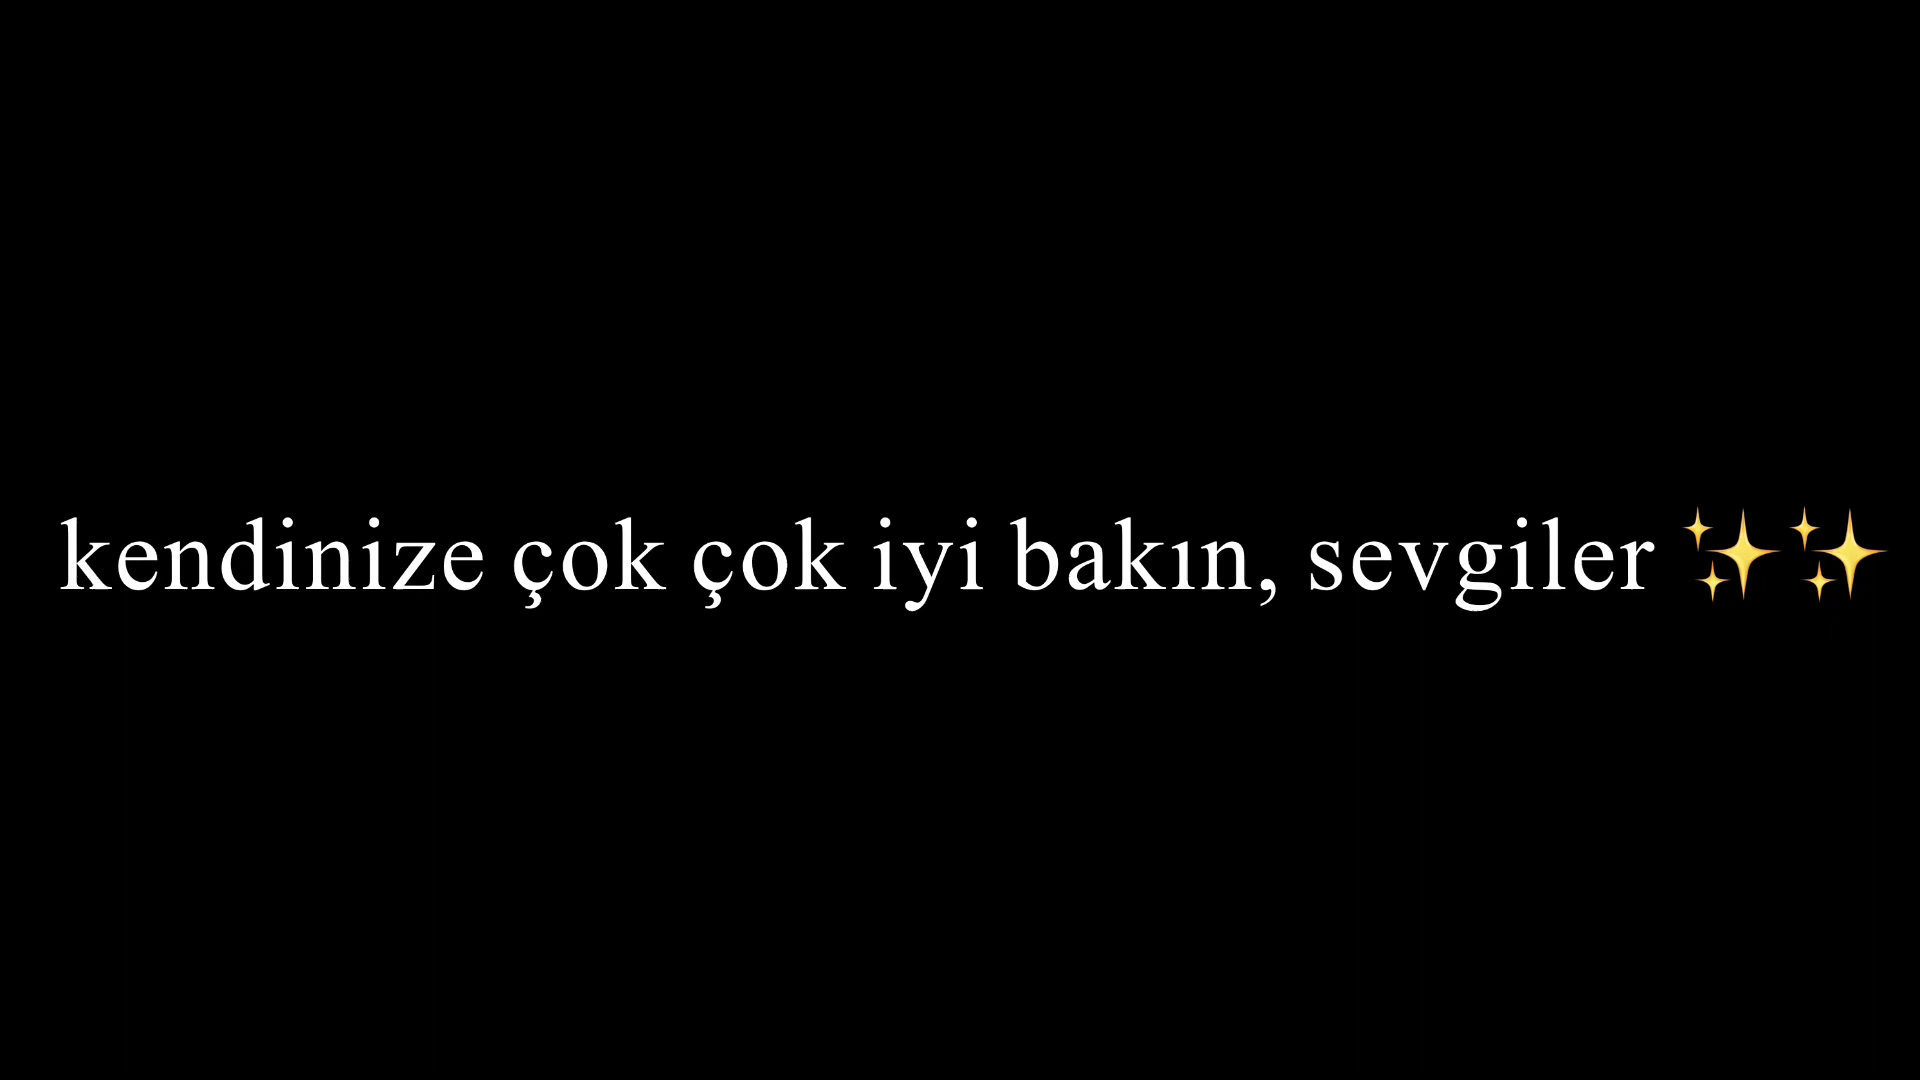 kendinize çok çok iyi bakın, sevgiler ✨✨